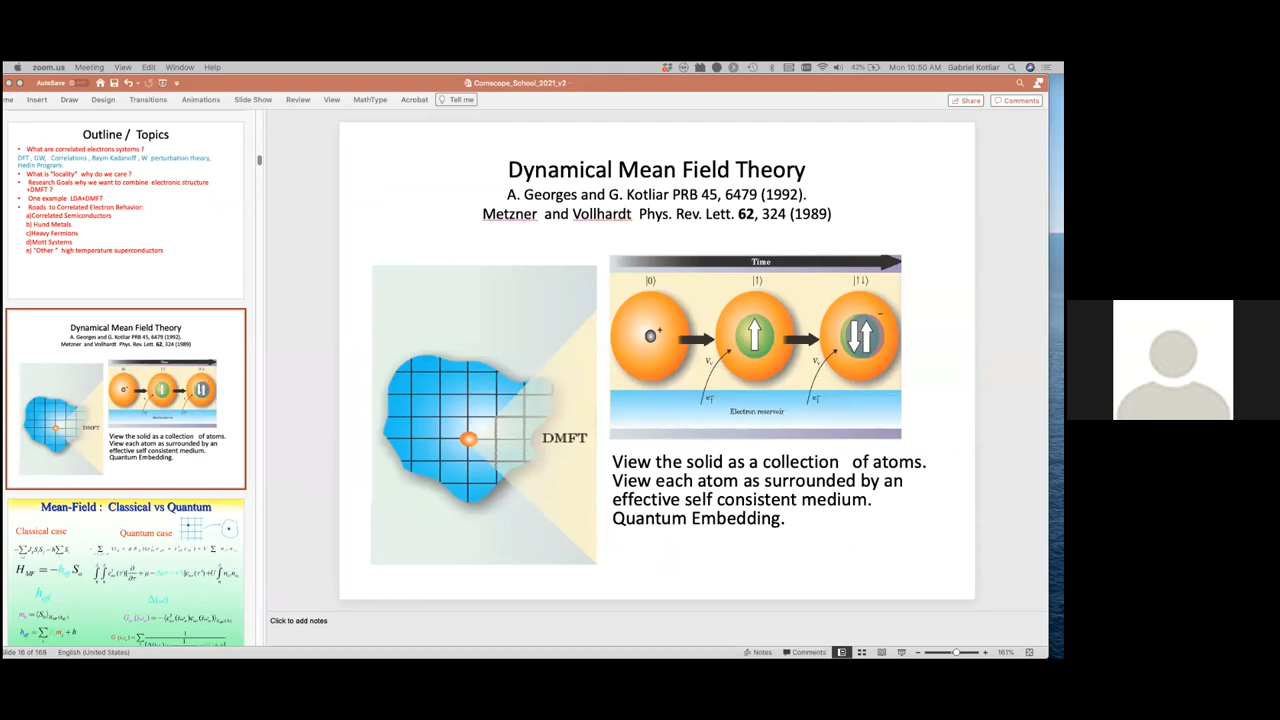 zoom.us Meeting View Edit Window Help 42% Mon 10:50 AM Gabriel Kotliar
AutoSave Comscope_School_2021_v2
me Insert Draw Design Transitions Animations Slide Show Review View MathType Acrobat Tell me Share Comments
Outline / Topics
• What are correlated electrons systems ?
DFT , GW, Correlations , Baym Kadanoff , W perturbation theory,
Hedin Program.
• What is "locality" why do we care ?
• Research Goals why we want to combine electronic structure
+DMFT ?
• One example LDA+DMFT
• Roads to Correlated Electron Behavior:
a)Correlated Semiconductors
b) Hund Metals
c)Heavy Fermions
d)Mott Systems
e) "Other " high temperature superconductors
Dynamical Mean Field Theory
A. Georges and G. Kotliar PRB 45, 6479 (1992).
Metzner and Vollhardt Phys. Rev. Lett. 62, 324 (1989)
DMFT
View the solid as a collection of atoms.
View each atom as surrounded by an
effective self consistent medium.
Quantum Embedding.
Mean-Field : Classical vs Quantum
Classical case
Quantum case
Dynamical Mean Field Theory
A. Georges and G. Kotliar PRB 45, 6479 (1992).
Metzner and Vollhardt Phys. Rev. Lett. 62, 324 (1989)
Time
|0⟩ |↑⟩ |↑↓⟩
Electron reservoir
DMFT
View the solid as a collection of atoms.
View each atom as surrounded by an
effective self consistent medium.
Quantum Embedding.
Click to add notes
Slide 16 of 168 English (United States) Notes Comments 161%